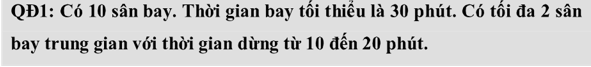 QĐ1: Có 10 sân bay. Thời gian bay tối thiểu là 30 phút. Có tối đa 2 sân
bay trung gian với thời gian dừng từ 10 đến 20 phút.